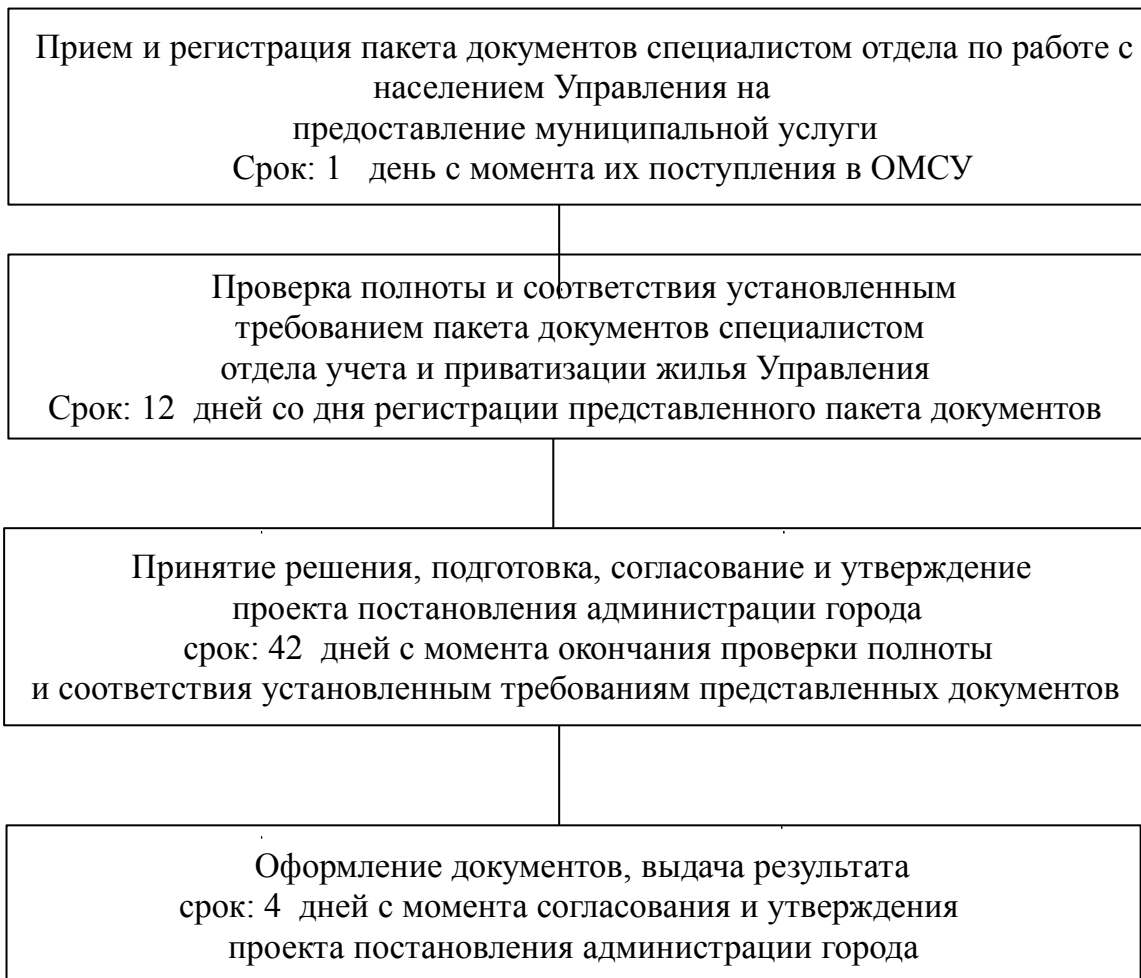 Прием и регистрация пакета документов специалистом отдела по работе с
населением Управления на
предоставление муниципальной услуги
Срок: 1 день с момента их поступления в ОМСУ
Проверка полноты и соответствия установленным
требованием пакета документов специалистом
отдела учета и приватизации жилья Управления
Срок: 12 дней со дня регистрации представленного пакета документов
Принятие решения, подготовка, согласование и утверждение
проекта постановления администрации города
срок: 42 дней с момента окончания проверки полноты
и соответствия установленным требованиям представленных документов
Оформление документов, выдача результата
срок: 4 дней с момента согласования и утверждения
проекта постановления администрации города